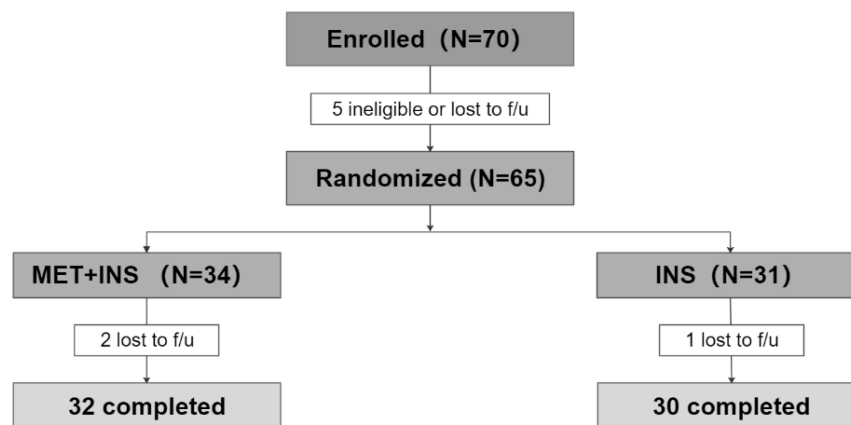 Enrolled（N=70）
5 ineligible or lost to f/u
Randomized (N=65)
MET+INS （N=34）
INS（N=31）
2 lost to f/u
1 lost to f/u
32 completed
30 completed